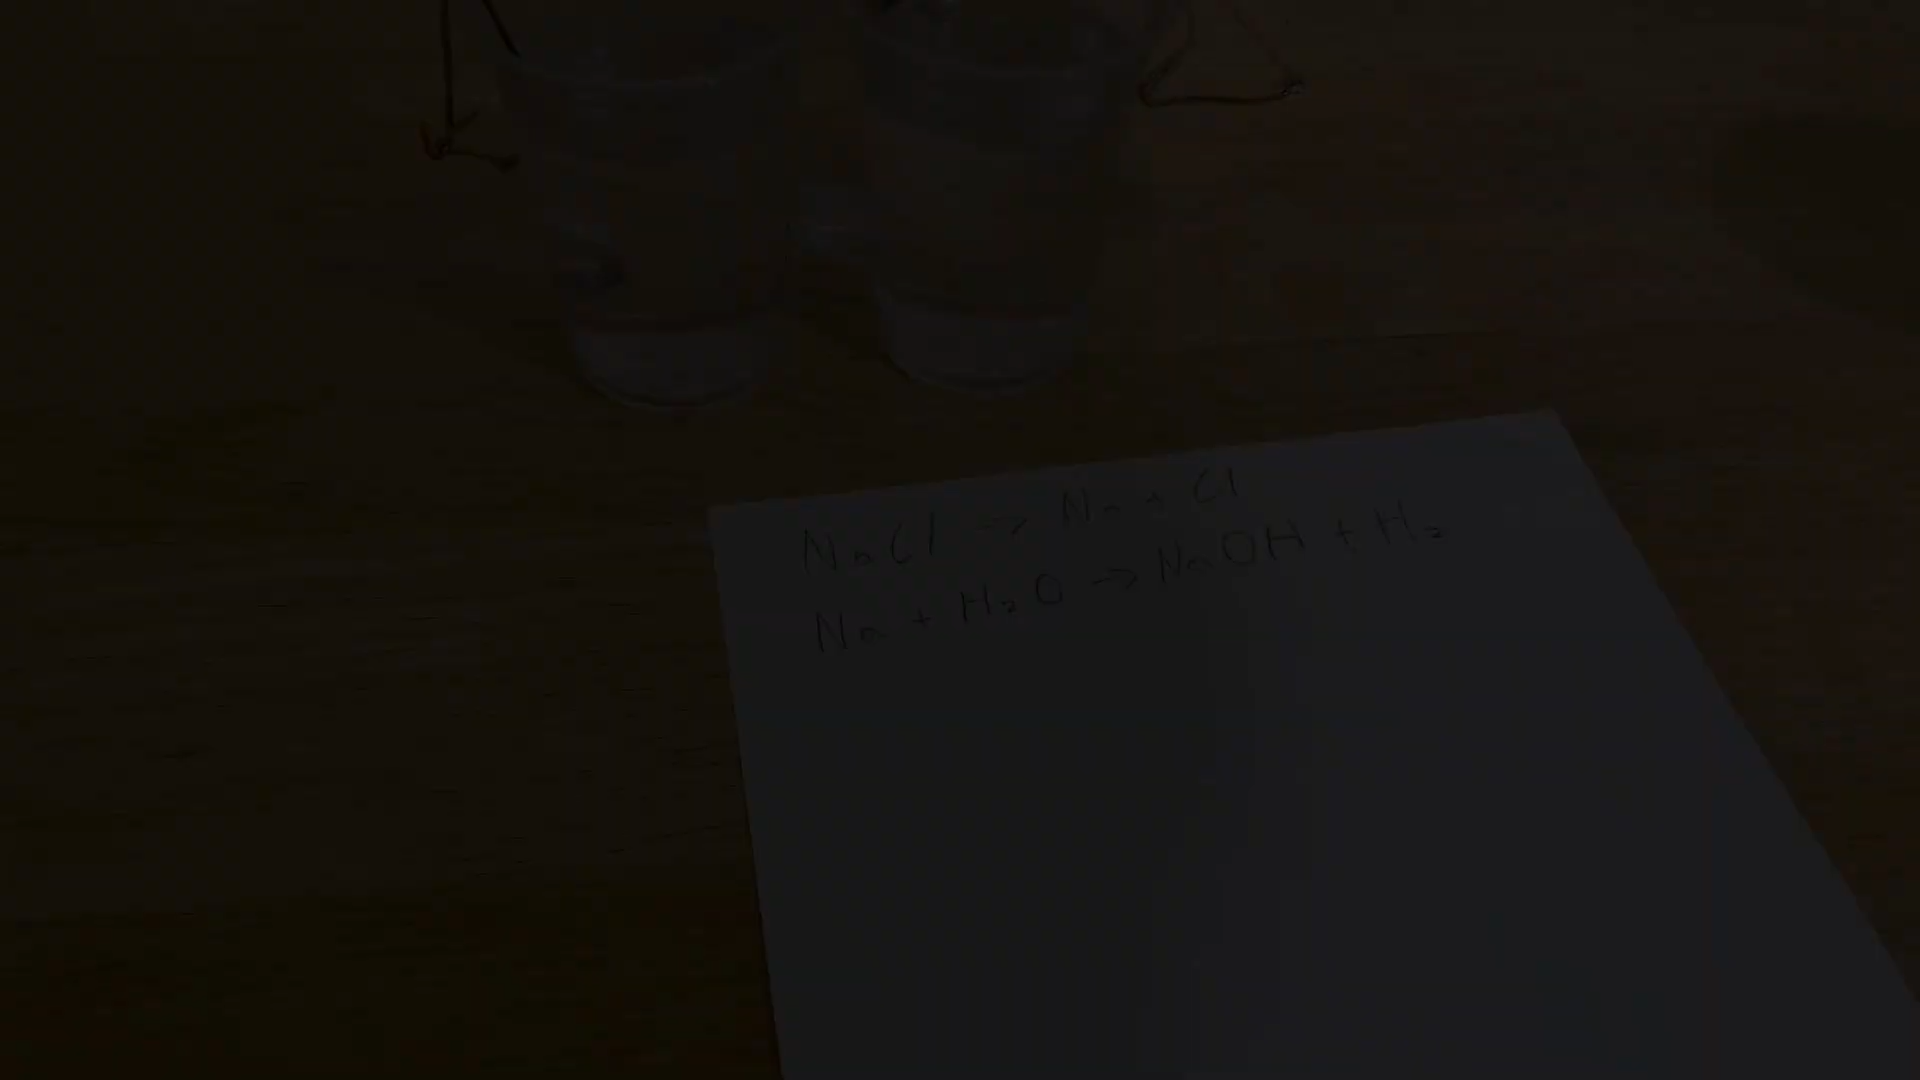 NaCl → Na + Cl
Na + H₂O → NaOH + H₂